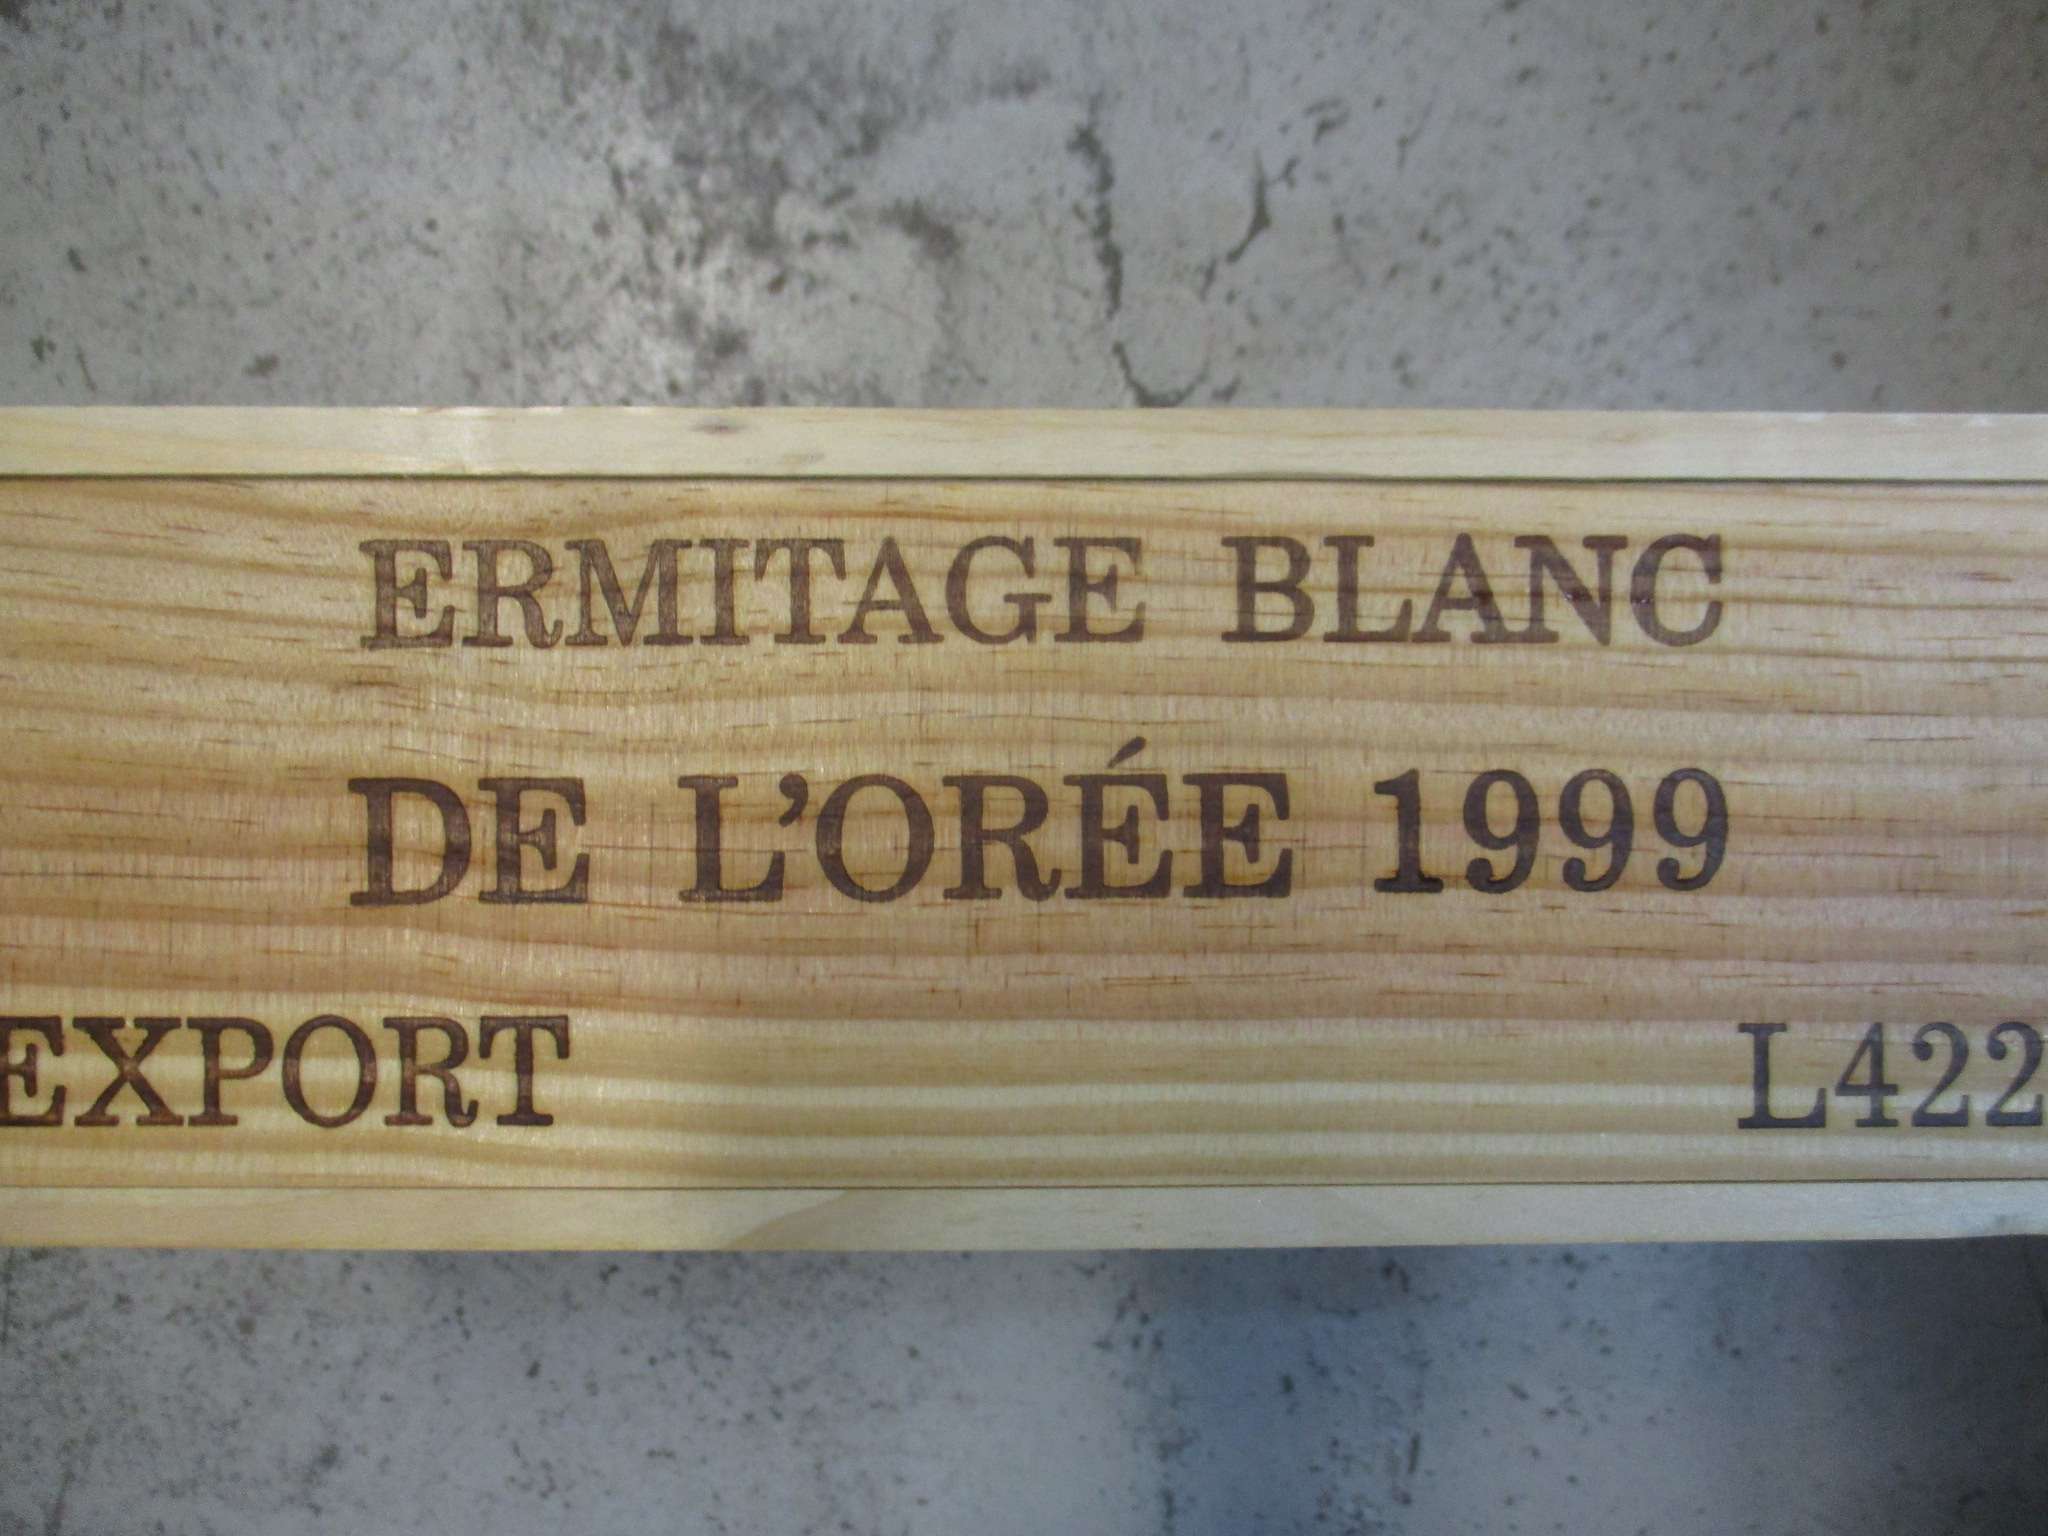 ERMITAGE BLANC
DE L'ORÉE 1999
EXPORT L422